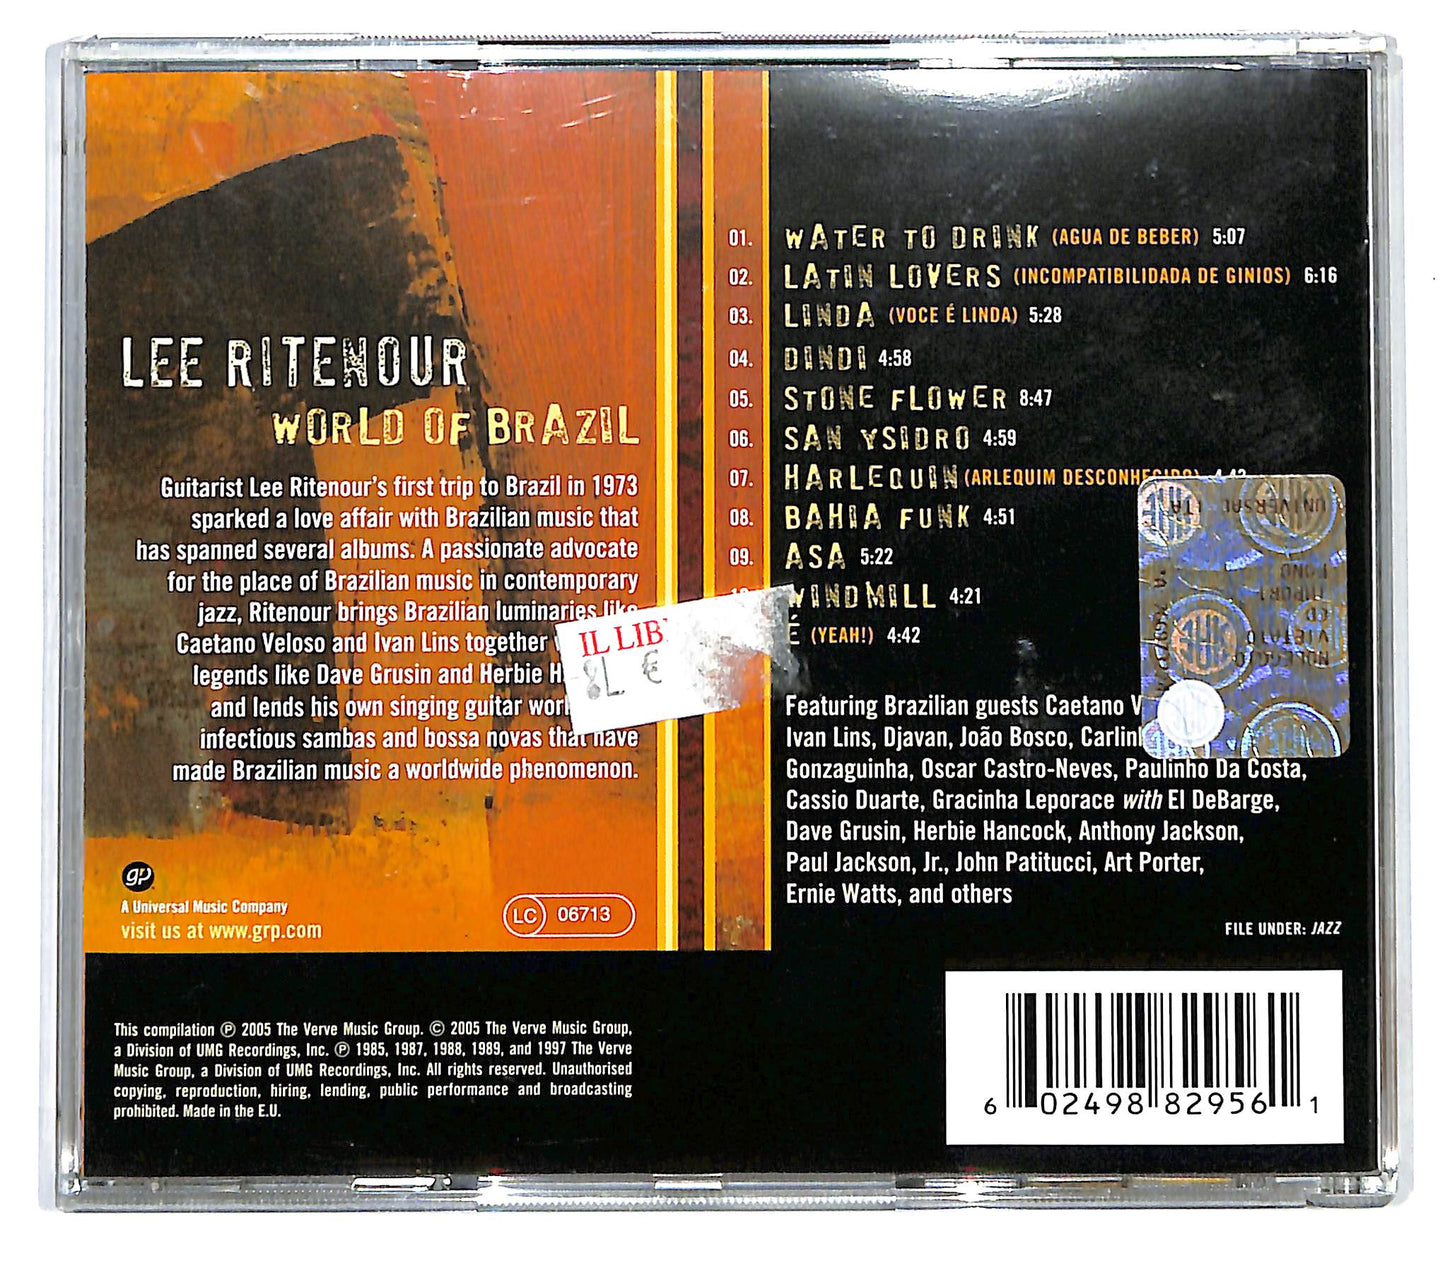 LEE RITENOUR
WORLD OF BRAZIL
Guitarist Lee Ritenour's first trip to Brazil in 1973
sparked a love affair with Brazilian music that
has spanned several albums. A passionate advocate
for the place of Brazilian music in contemporary
jazz, Ritenour brings Brazilian luminaries like
Caetano Veloso and Ivan Lins together
legends like Dave Grusin and Herbie
and lends his own singing guitar
infectious sambas and bossa novas that have
made Brazilian music a worldwide phenomenon.
IL LIB
8L €
grp
A Universal Music Company
visit us at www.grp.com
LC 06713
01. WATER TO DRINK (AGUA DE BEBER) 5:07
02. LATIN LOVERS (INCOMPATIBILIDADA DE GINIOS) 6:16
03. LINDA (VOCE É LINDA) 5:28
04. DINDI 4:58
05. STONE FLOWER 8:47
06. SAN YSIDRO 4:59
07. HARLEQUIN (ARLEQUIM DESCONHECIDO) 4:43
08. BAHIA FUNK 4:51
09. ASA 5:22
WINDMILL 4:21
É (YEAH!) 4:42
Featuring Brazilian guests Caetano
Ivan Lins, Djavan, João Bosco,
Gonzaguinha, Oscar Castro-Neves, Paulinho Da Costa,
Cassio Duarte, Gracinha Leporace with El DeBarge,
Dave Grusin, Herbie Hancock, Anthony Jackson,
Paul Jackson, Jr., John Patitucci, Art Porter,
Ernie Watts, and others
FILE UNDER: JAZZ
This compilation ℗ 2005 The Verve Music Group. © 2005 The Verve Music Group,
a Division of UMG Recordings, Inc. ℗ 1985, 1987, 1988, 1989, and 1997 The Verve
Music Group, a Division of UMG Recordings, Inc. All rights reserved. Unauthorised
copying, reproduction, hiring, lending, public performance and broadcasting
prohibited. Made in the E.U.
6 02498 82956 1